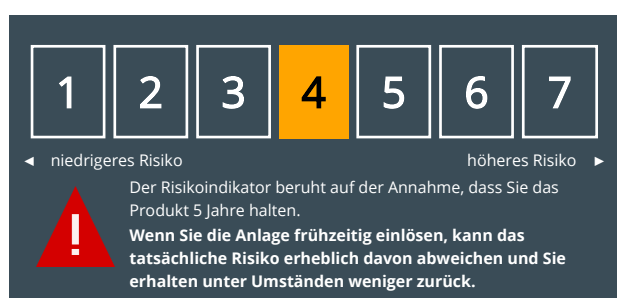 1 2 3 4 5 6 7
◄ niedrigeres Risiko höheres Risiko ►
Der Risikoindikator beruht auf der Annahme, dass Sie das
Produkt 5 Jahre halten.
Wenn Sie die Anlage frühzeitig einlösen, kann das
tatsächliche Risiko erheblich davon abweichen und Sie
erhalten unter Umständen weniger zurück.
!